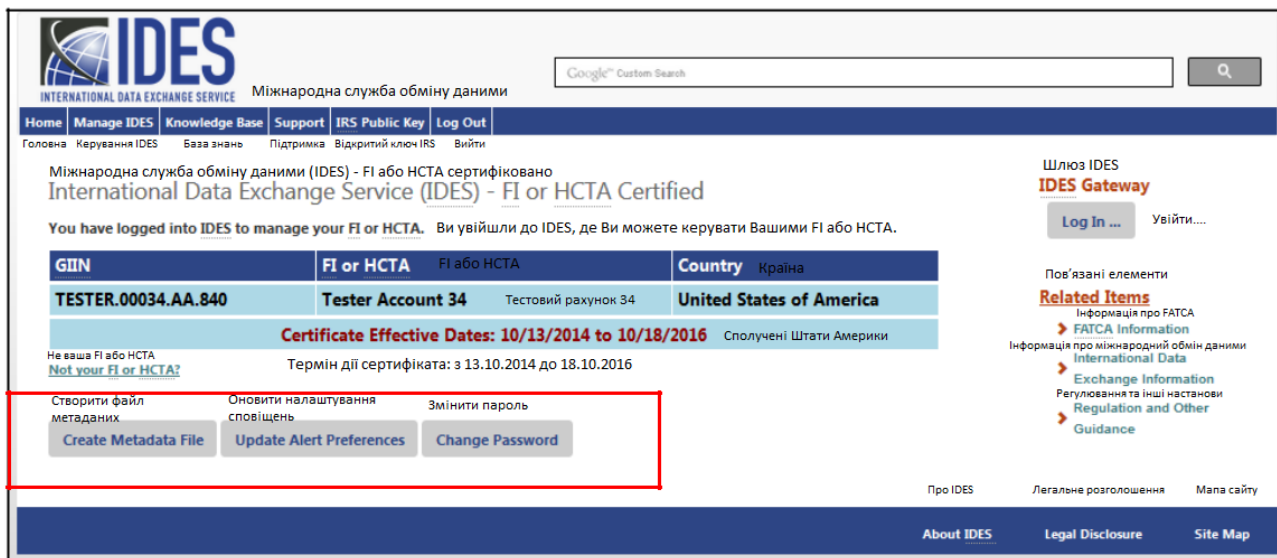 IDES
INTERNATIONAL DATA EXCHANGE SERVICE
Міжнародна служба обміну даними
Google™ Custom Search
Home Manage IDES Knowledge Base Support IRS Public Key Log Out
Головна Керування IDES База знань Підтримка Відкритий ключ IRS Вийти
Міжнародна служба обміну даними (IDES) - FI або HCTA сертифіковано
International Data Exchange Service (IDES) - FI or HCTA Certified
You have logged into IDES to manage your FI or HCTA. Ви увійшли до IDES, де Ви можете керувати Вашими FI або HCTA.
GIIN FI or HCTA FI або HCTA Country Країна
TESTER.00034.AA.840 Tester Account 34 Тестовий рахунок 34 United States of America
Certificate Effective Dates: 10/13/2014 to 10/18/2016 Сполучені Штати Америки
Не ваша FI або HCTA
Not your FI or HCTA?
Термін дії сертифіката: з 13.10.2014 до 18.10.2016
Створити файл метаданих
Оновити налаштування сповіщень
Змінити пароль
Create Metadata File Update Alert Preferences Change Password
Шлюз IDES
IDES Gateway
Log In ... Увійти....
Пов’язані елементи
Related Items
Інформація про FATCA
FATCA Information
Інформація про міжнародний обмін даними
International Data
Exchange Information
Регулювання та інші настанови
Regulation and Other
Guidance
Про IDES Легальне розголошення Мапа сайту
About IDES Legal Disclosure Site Map